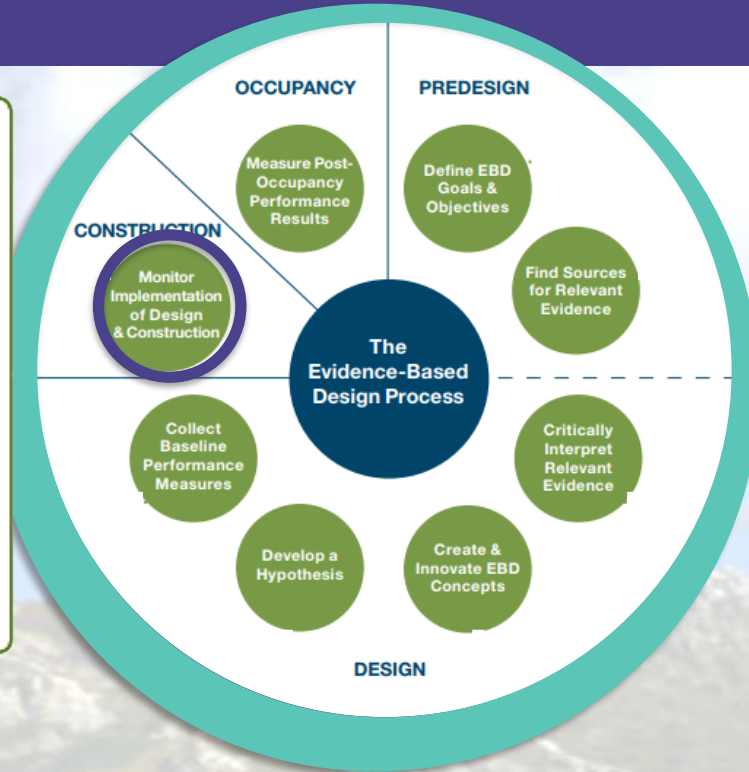 OCCUPANCY
PREDESIGN
Measure Post-
Occupancy
Performance
Results
Define EBD
Goals &
Objectives
CONSTRUCTION
Monitor
Implementation
of Design
& Construction
Find Sources
for Relevant
Evidence
The
Evidence-Based
Design Process
Collect
Baseline
Performance
Measures
Critically
Interpret
Relevant
Evidence
Develop a
Hypothesis
Create &
Innovate EBD
Concepts
DESIGN